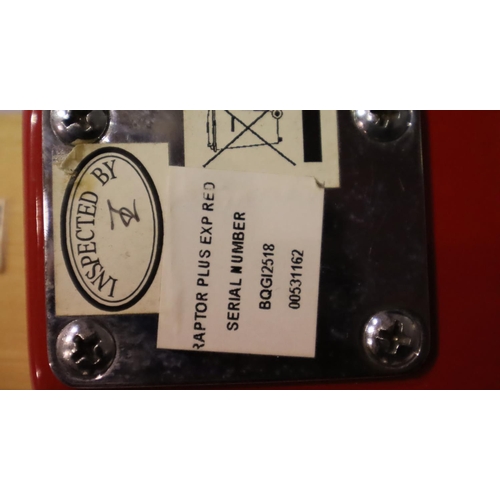 INSPECTED BY
RAPTOR PLUS EXP RED
SERIAL NUMBER
BQGI2518
00531162